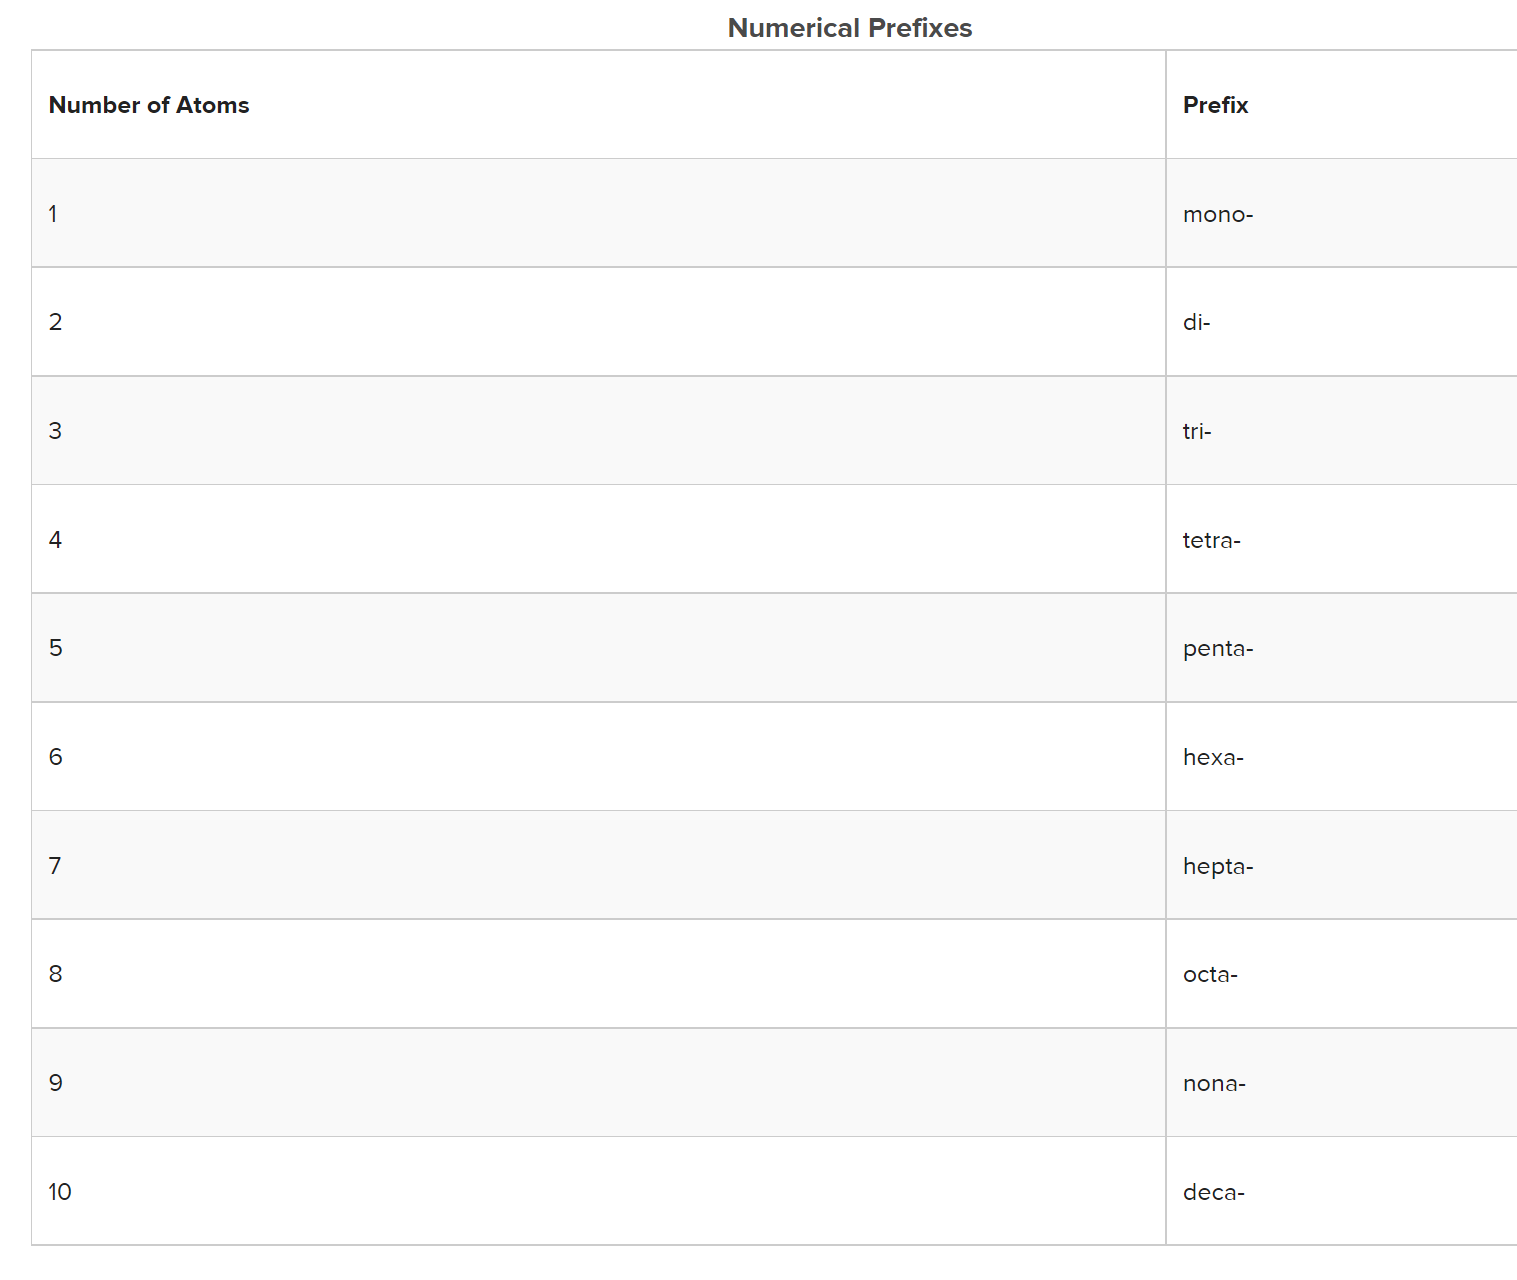 Numerical Prefixes
Number of Atoms Prefix
1 mono-
2 di-
3 tri-
4 tetra-
5 penta-
6 hexa-
7 hepta-
8 octa-
9 nona-
10 deca-